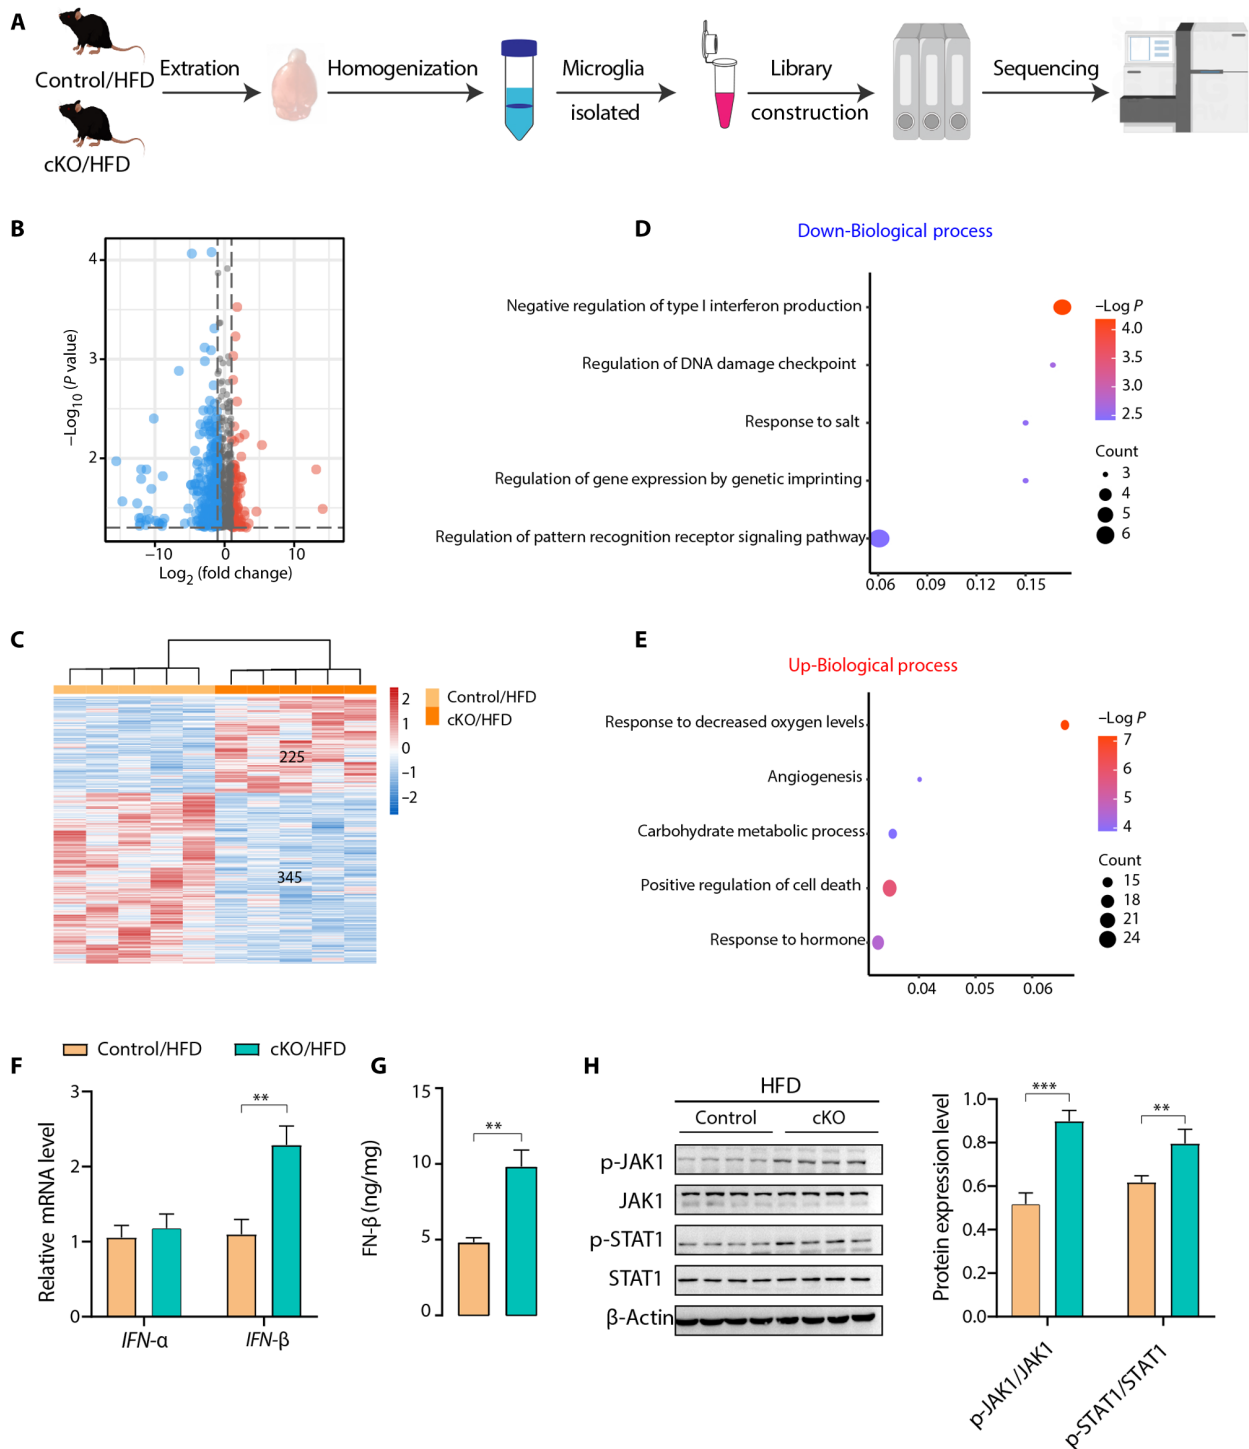 A
Control/HFD
cKO/HFD
Extration
Homogenization
Microglia
isolated
Library
construction
Sequencing
B
−Log10 (P value)
4
3
2
−10
0
10
Log2 (fold change)
D
Down-Biological process
Negative regulation of type I interferon production
Regulation of DNA damage checkpoint
Response to salt
Regulation of gene expression by genetic imprinting
Regulation of pattern recognition receptor signaling pathway
0.06
0.09
0.12
0.15
−Log P
4.0
3.5
3.0
2.5
Count
3
4
5
6
C
225
345
2
1
0
−1
−2
Control/HFD
cKO/HFD
E
Up-Biological process
Response to decreased oxygen levels
Angiogenesis
Carbohydrate metabolic process
Positive regulation of cell death
Response to hormone
0.04
0.05
0.06
−Log P
7
6
5
4
Count
15
18
21
24
Control/HFD
cKO/HFD
F
Relative mRNA level
3
2
1
0
**
IFN-α
IFN-β
G
FN-β (ng/mg)
15
10
5
0
**
H
HFD
Control
cKO
p-JAK1
JAK1
p-STAT1
STAT1
β-Actin
Protein expression level
1.0
0.8
0.6
0.4
0.2
0.0
***
**
p-JAK1/JAK1
p-STAT1/STAT1